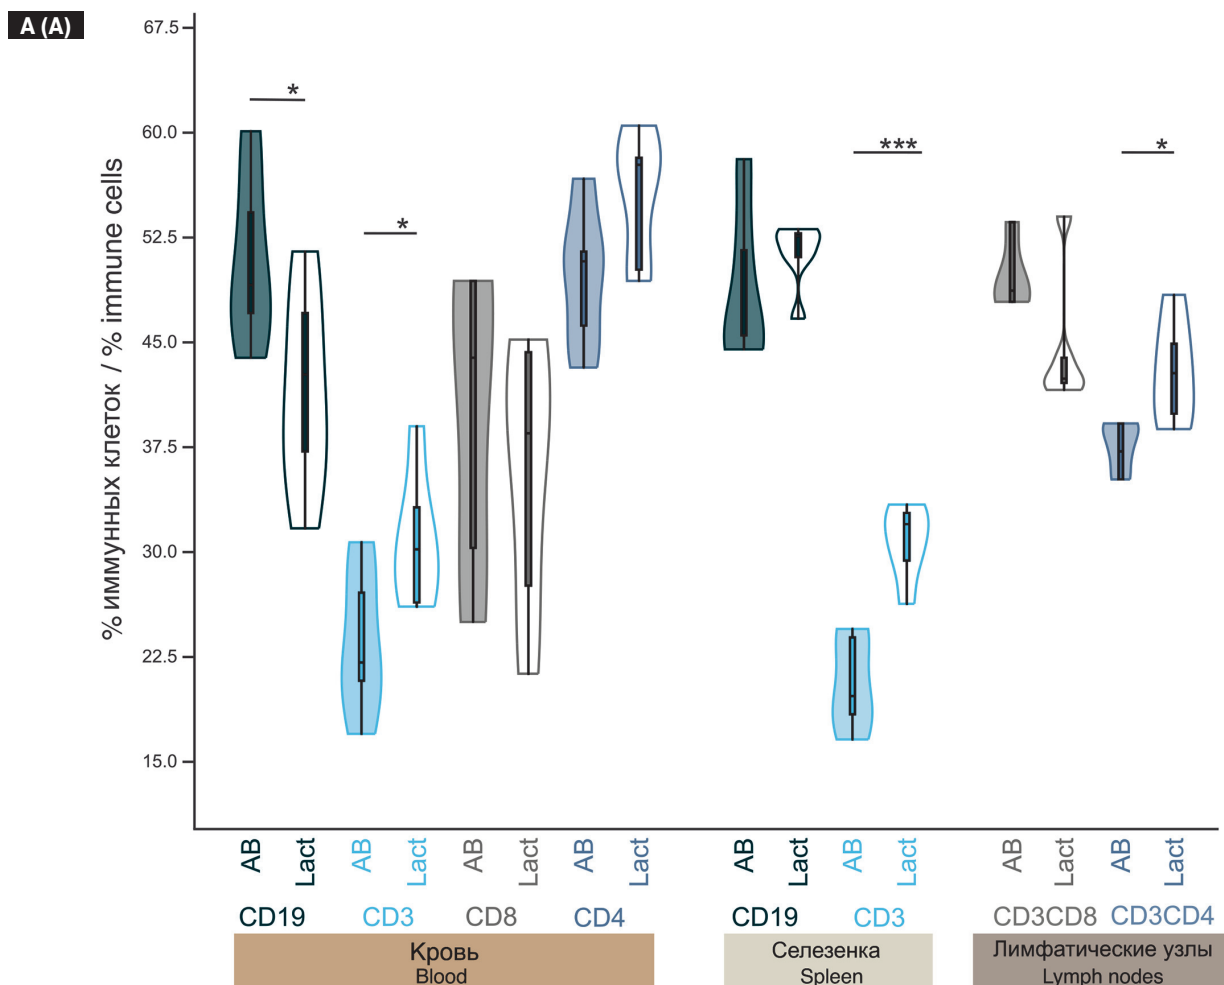 A (A)
% иммунных клеток / % immune cells
67.5
60.0
52.5
45.0
37.5
30.0
22.5
15.0
*
*
***
*
AB Lact AB Lact AB Lact AB Lact AB Lact AB Lact AB Lact AB Lact
CD19 CD3 CD8 CD4 CD19 CD3 CD3CD8 CD3CD4
Кровь Селезенка Лимфатические узлы
Blood Spleen Lymph nodes